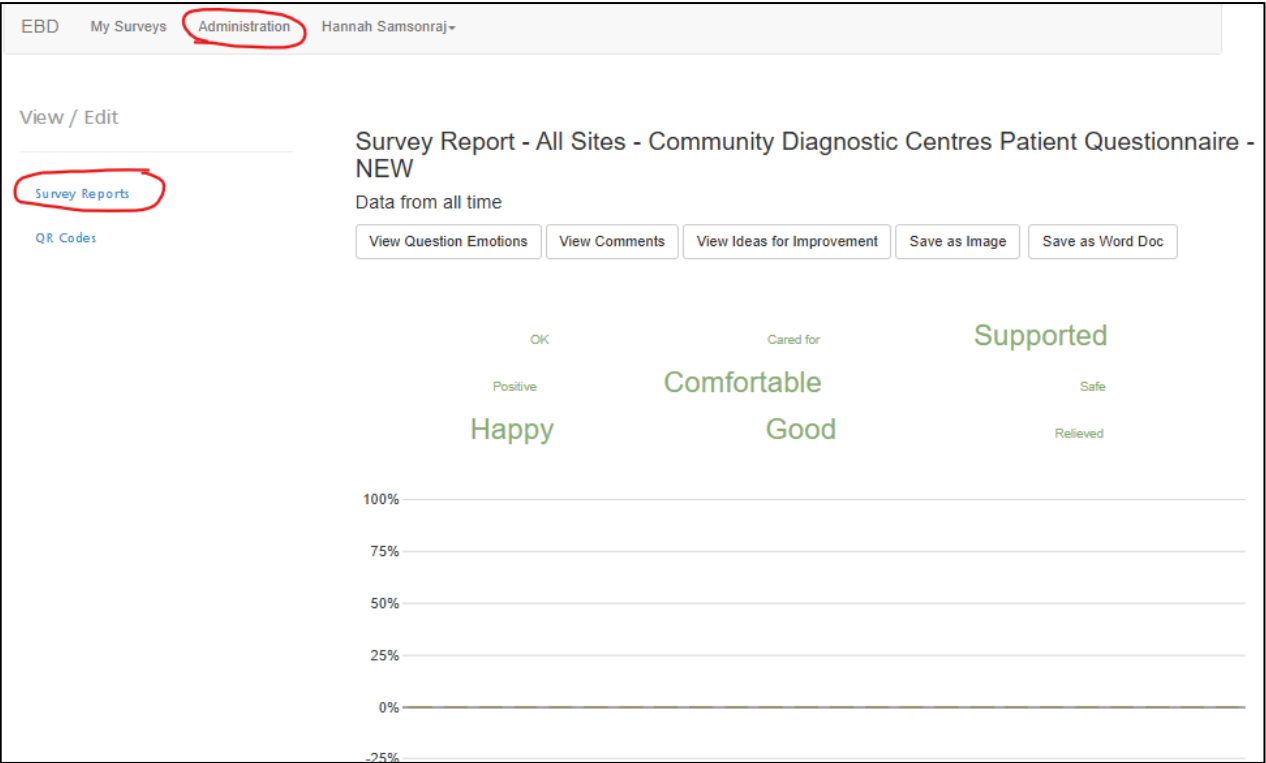 EBD My Surveys Administration Hannah Samsonraj
View / Edit
Survey Reports
QR Codes
Survey Report - All Sites - Community Diagnostic Centres Patient Questionnaire -
NEW
Data from all time
View Question Emotions View Comments View Ideas for Improvement Save as Image Save as Word Doc
OK Cared for Supported
Positive Comfortable Safe
Happy Good Relieved
100%
75%
50%
25%
0%
-25%